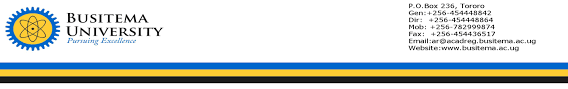 BUSITEMA
UNIVERSITY
Pursuing Excellence
P.O.Box 236, Tororo
Gen:+256-454448842
Dir: +256-454448864
Mob: +256-782999874
Fax: +256-454436517
Email:ar@acadreg.busitema.ac.ug
Website:www.busitema.ac.ug